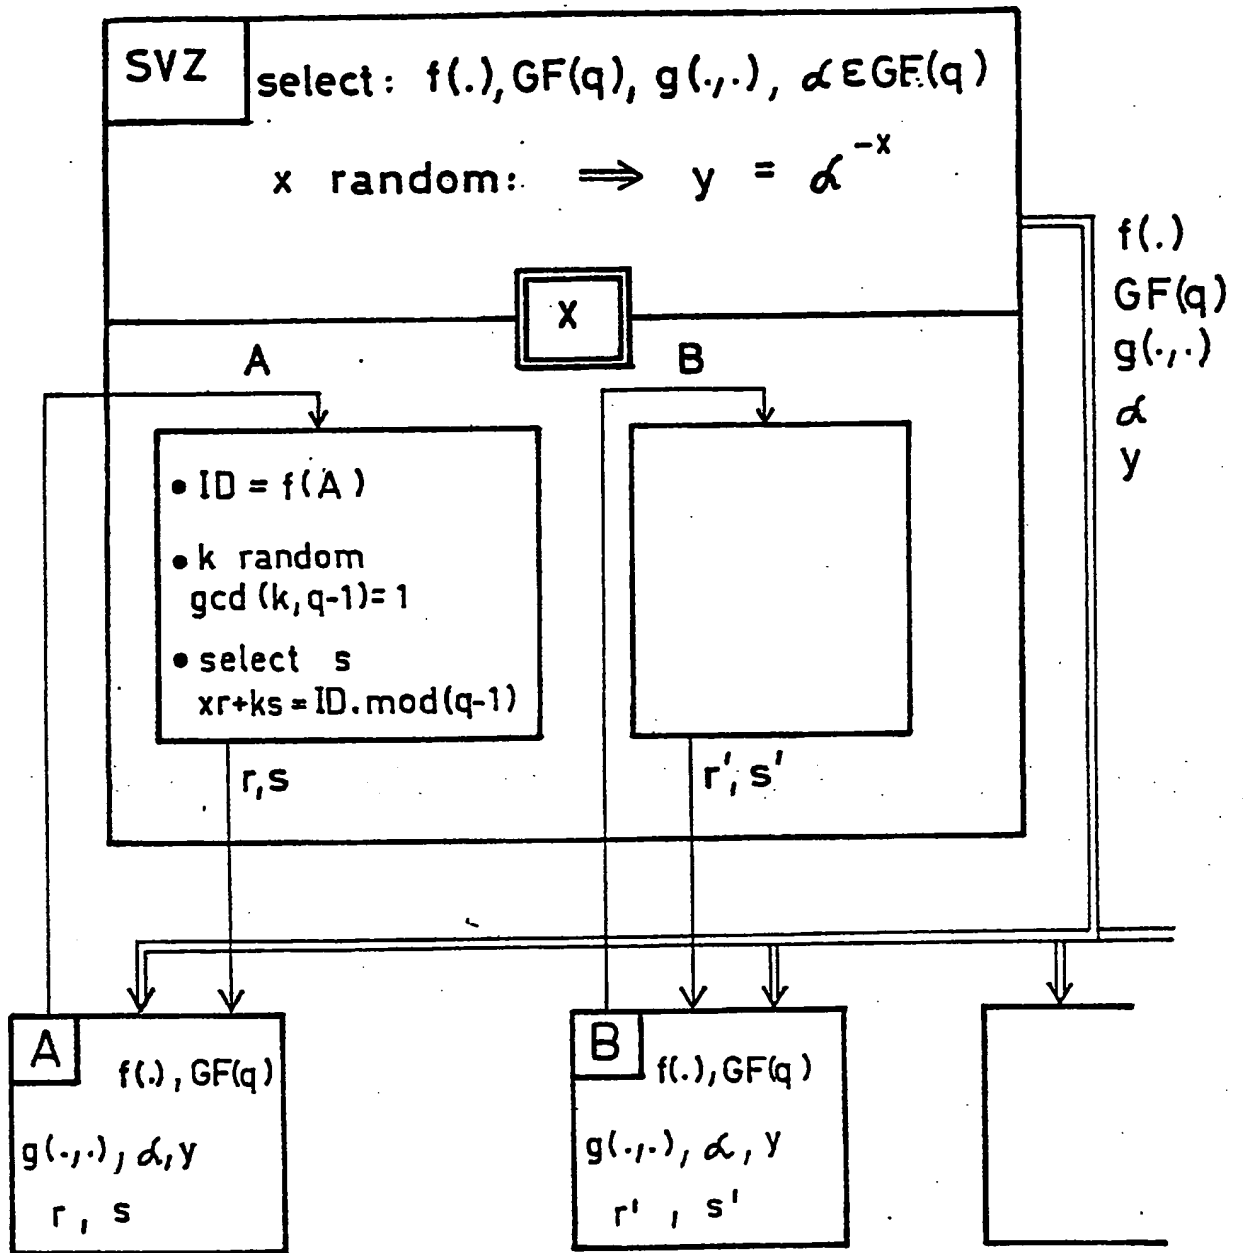 SVZ
select: f(.), GF(q), g(.,.), α ε GF(q)
x random: ⇒ y = α^-x
f(.)
GF(q)
g(.,.)
α
y
x
A
B
• ID = f(A)
• k random
gcd (k, q-1) = 1
• select s
xr+ks = ID. mod (q-1)
r,s
r', s'
A
f(.), GF(q)
g(.,.), α, y
r , s
B
f(.), GF(q)
g(.,.), α, y
r' , s'